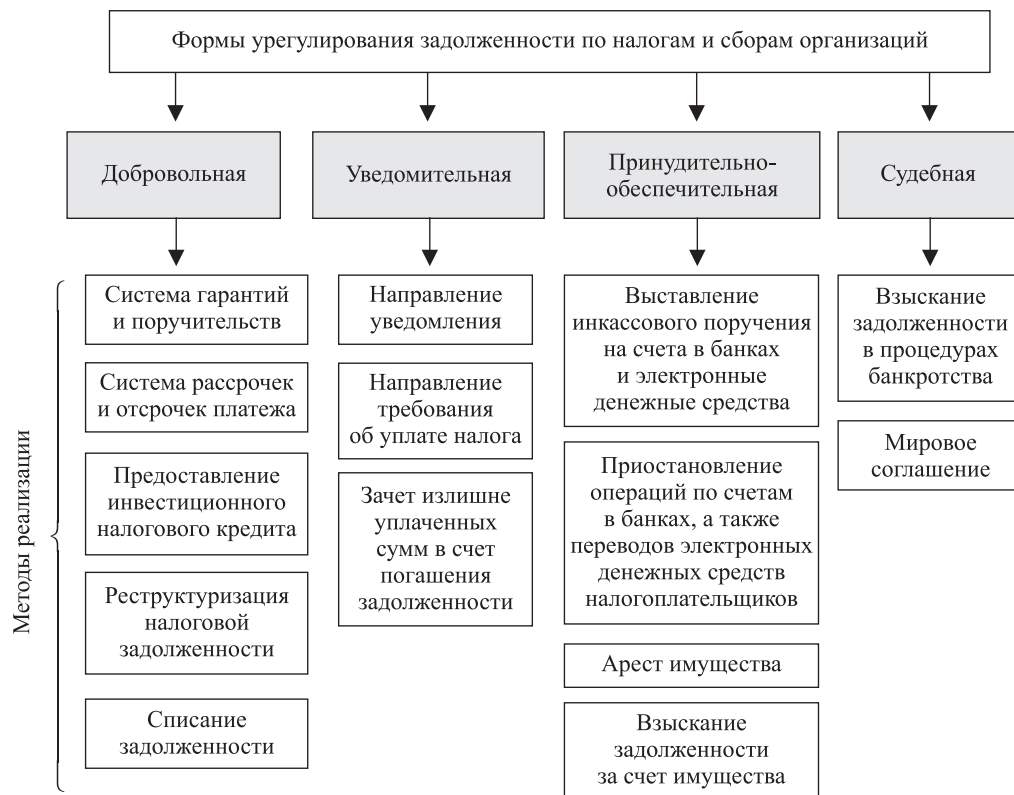 Формы урегулирования задолженности по налогам и сборам организаций
Добровольная
Уведомительная
Принудительно-
обеспечительная
Судебная
Методы реализации
Система гарантий
и поручительств
Система рассрочек
и отсрочек платежа
Предоставление
инвестиционного
налогового кредита
Реструктуризация
налоговой
задолженности
Списание
задолженности
Направление
уведомления
Направление
требования
об уплате налога
Зачет излишне
уплаченных
сумм в счет
погашения
задолженности
Выставление
инкассового поручения
на счета в банках
и электронные
денежные средства
Приостановление
операций по счетам
в банках, а также
переводов электронных
денежных средств
налогоплательщиков
Арест имущества
Взыскание
задолженности
за счет имущества
Взыскание
задолженности
в процедурах
банкротства
Мировое
соглашение